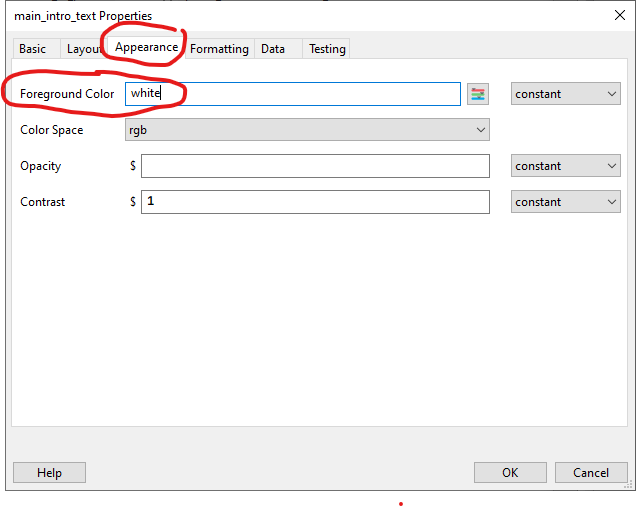 main_intro_text Properties
Basic Layout Appearance Formatting Data Testing
Foreground Color white constant
Color Space rgb
Opacity $ constant
Contrast $ 1 constant
Help OK Cancel